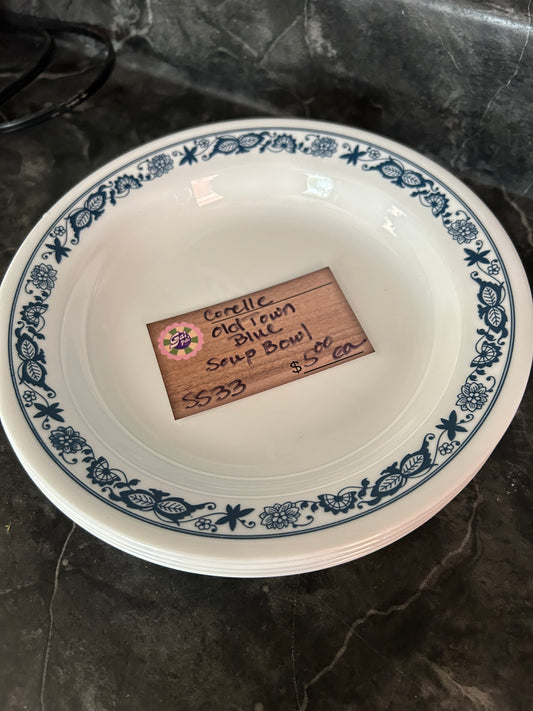 Corelle
Old Town
Blue
Soup Bowl
SS33 $5.00 ea